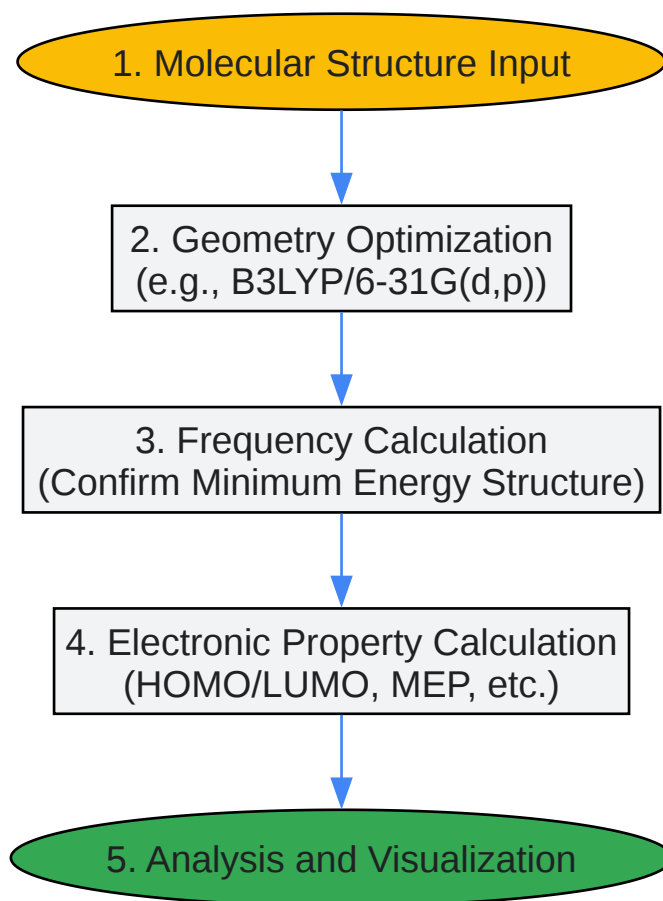 1. Molecular Structure Input
2. Geometry Optimization
(e.g., B3LYP/6-31G(d,p))
3. Frequency Calculation
(Confirm Minimum Energy Structure)
4. Electronic Property Calculation
(HOMO/LUMO, MEP, etc.)
5. Analysis and Visualization